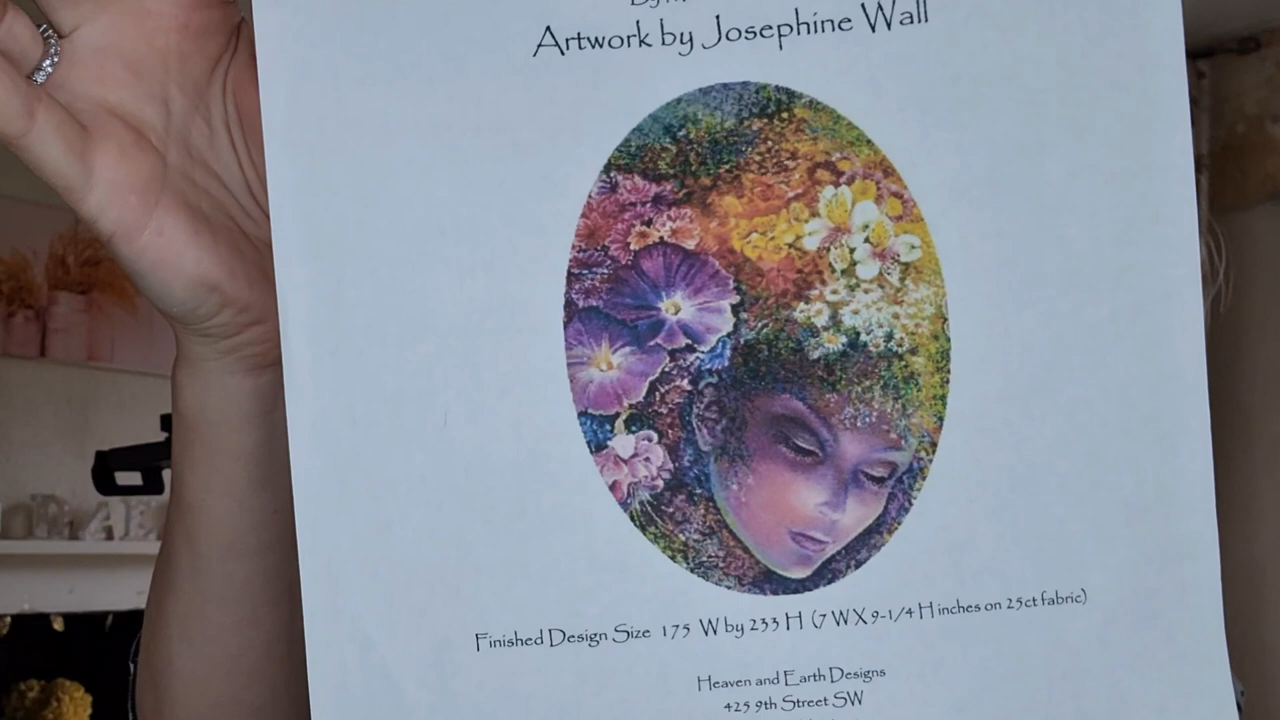 Artwork by Josephine Wall
Finished Design Size 175 W by 233 H (7 W X 9-1/4 H inches on 25ct fabric)
Heaven and Earth Designs
425 9th Street SW